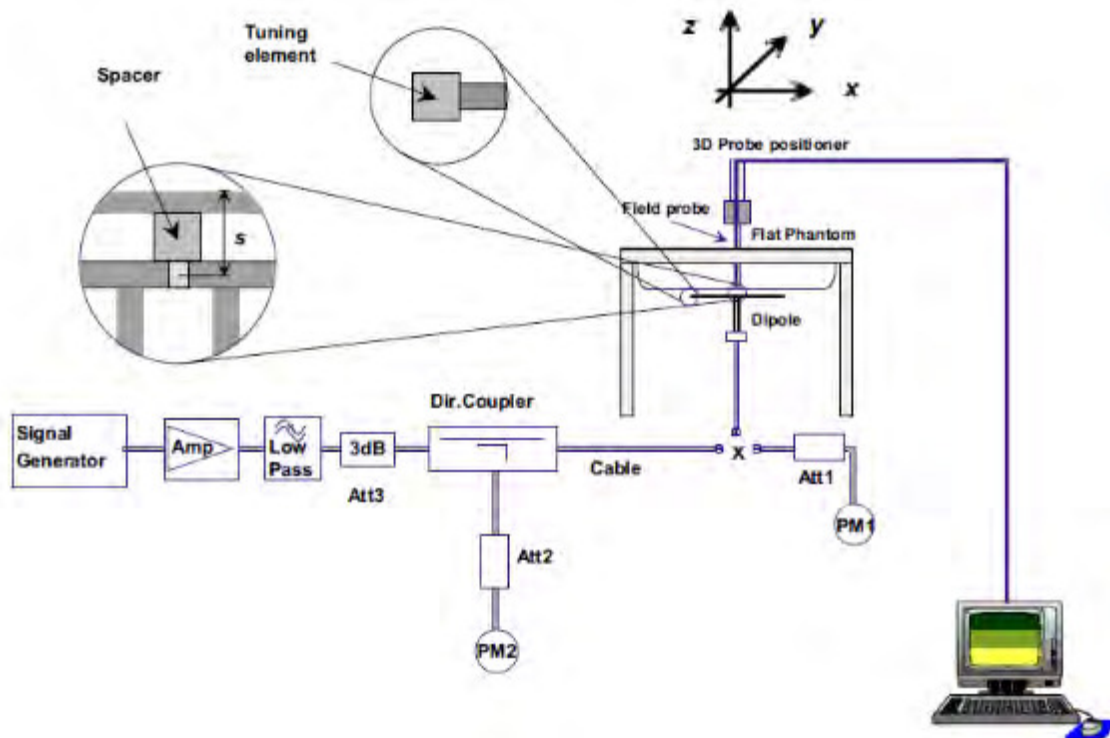 Tuning
element
Spacer
s
z
y
x
3D Probe positioner
Field probe
Flat Phantom
Dipole
Dir.Coupler
Signal
Generator
Amp
Low
Pass
3dB
Att3
Cable
X
Att1
PM1
Att2
PM2